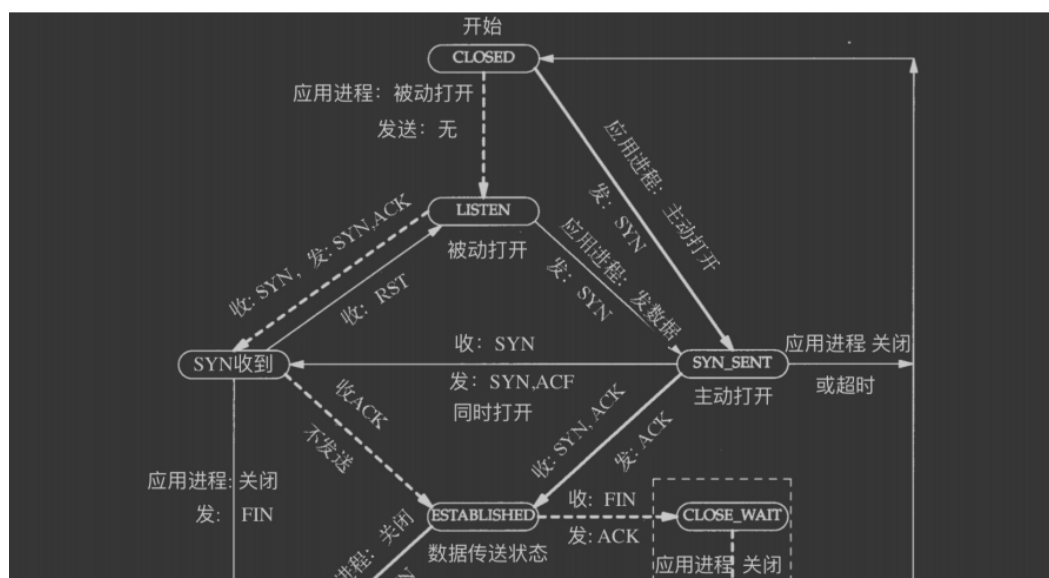 开始
CLOSED
应用进程：被动打开
发送：无
应用进程：主动打开
发：SYN
LISTEN
被动打开
收: SYN，发: SYN,ACK
收：RST
应用进程：发数据
发：SYN
SYN收到
收：SYN
发：SYN,ACF
同时打开
SYN_SENT
主动打开
应用进程 关闭
或超时
收ACK
不发送
收: SYN, ACK
发: ACK
应用进程: 关闭
发： FIN
ESTABLISHED
数据传送状态
收: FIN
发: ACK
CLOSE_WAIT
应用进程 关闭
进程：关闭